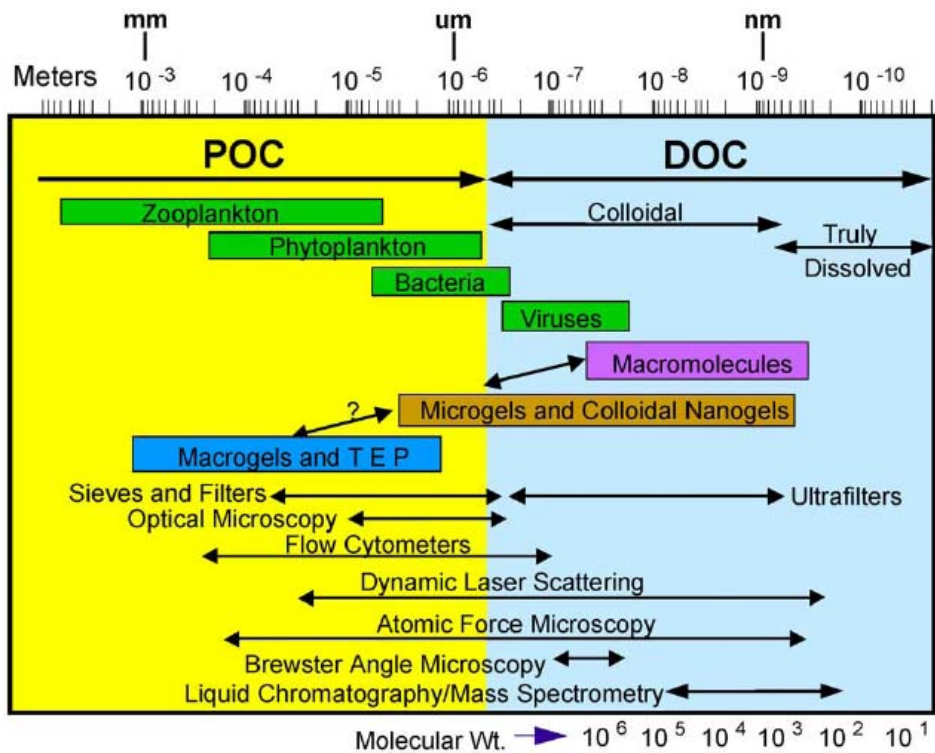 mm um nm
Meters 10 -3 10 -4 10 -5 10 -6 10 -7 10 -8 10 -9 10 -10
POC DOC
Zooplankton Colloidal
Phytoplankton Truly
Dissolved
Bacteria
Viruses
Macromolecules
?
Microgels and Colloidal Nanogels
Macrogels and T E P
Sieves and Filters Ultrafilters
Optical Microscopy
Flow Cytometers
Dynamic Laser Scattering
Atomic Force Microscopy
Brewster Angle Microscopy
Liquid Chromatography/Mass Spectrometry
Molecular Wt. 10 6 10 5 10 4 10 3 10 2 10 1